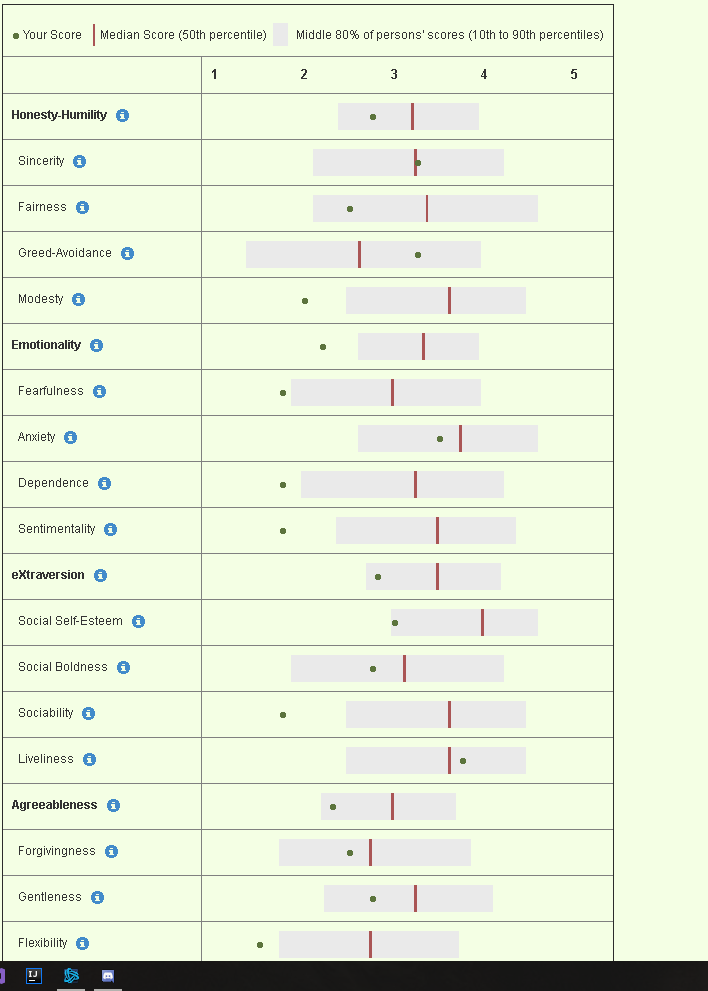 Your Score Median Score (50th percentile) Middle 80% of persons' scores (10th to 90th percentiles)
1 2 3 4 5
Honesty-Humility
Sincerity
Fairness
Greed-Avoidance
Modesty
Emotionality
Fearfulness
Anxiety
Dependence
Sentimentality
eXtraversion
Social Self-Esteem
Social Boldness
Sociability
Liveliness
Agreeableness
Forgivingness
Gentleness
Flexibility
IJ